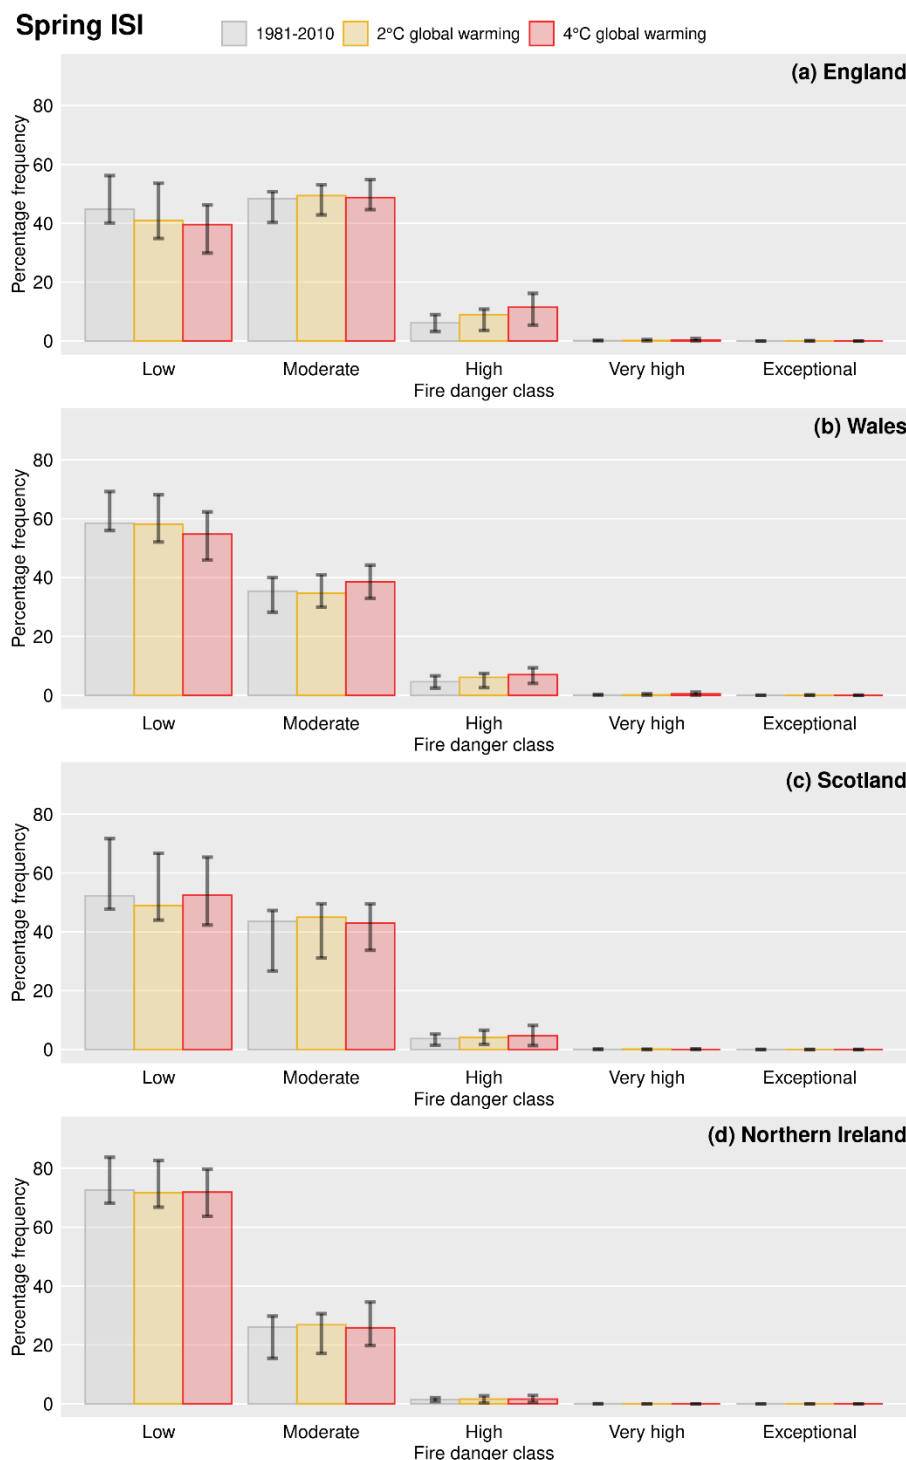 Spring ISI
1981-2010 2°C global warming 4°C global warming
(a) England
Percentage frequency
80
60
40
20
0
Low Moderate High Very high Exceptional
Fire danger class
(b) Wales
Percentage frequency
80
60
40
20
0
Low Moderate High Very high Exceptional
Fire danger class
(c) Scotland
Percentage frequency
80
60
40
20
0
Low Moderate High Very high Exceptional
Fire danger class
(d) Northern Ireland
Percentage frequency
80
60
40
20
0
Low Moderate High Very high Exceptional
Fire danger class